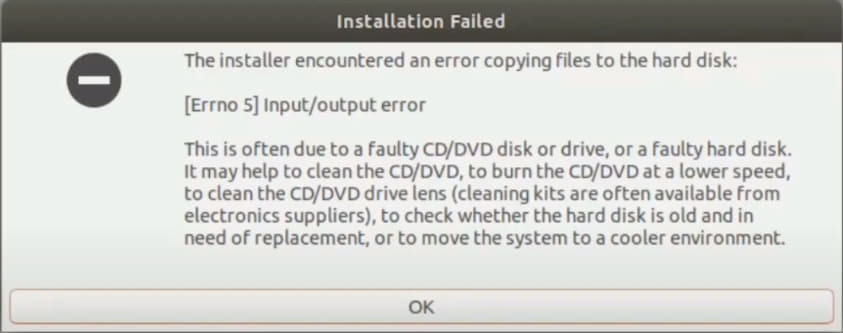 Installation Failed
The installer encountered an error copying files to the hard disk:
[Errno 5] Input/output error
This is often due to a faulty CD/DVD disk or drive, or a faulty hard disk.
It may help to clean the CD/DVD, to burn the CD/DVD at a lower speed,
to clean the CD/DVD drive lens (cleaning kits are often available from
electronics suppliers), to check whether the hard disk is old and in
need of replacement, or to move the system to a cooler environment.
OK